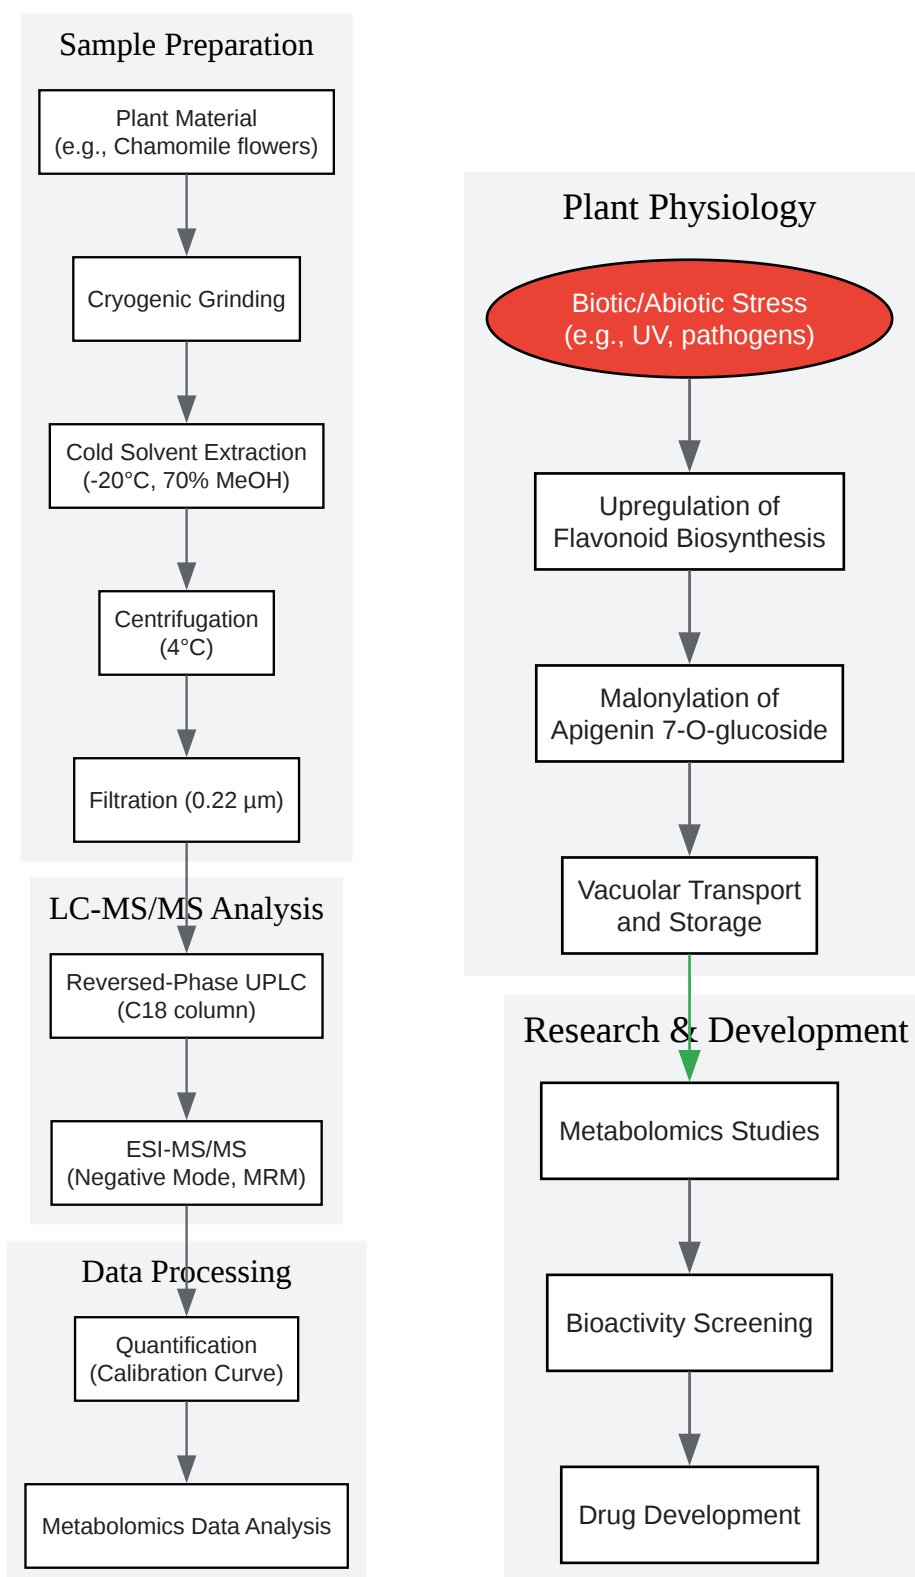 Sample Preparation
Plant Material
(e.g., Chamomile flowers)
Cryogenic Grinding
Cold Solvent Extraction
(-20°C, 70% MeOH)
Centrifugation
(4°C)
Filtration (0.22 µm)
LC-MS/MS Analysis
Reversed-Phase UPLC
(C18 column)
ESI-MS/MS
(Negative Mode, MRM)
Data Processing
Quantification
(Calibration Curve)
Metabolomics Data Analysis
Plant Physiology
Biotic/Abiotic Stress
(e.g., UV, pathogens)
Upregulation of
Flavonoid Biosynthesis
Malonylation of
Apigenin 7-O-glucoside
Vacuolar Transport
and Storage
Research & Development
Metabolomics Studies
Bioactivity Screening
Drug Development